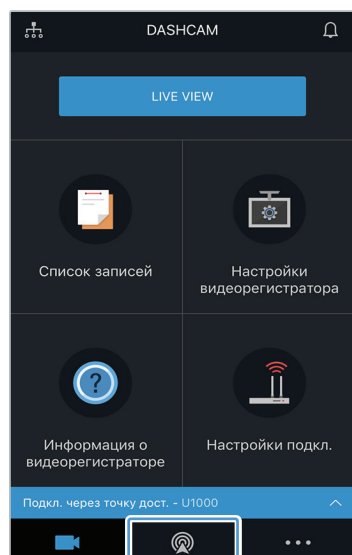 DASHCAM
LIVE VIEW
Список записей
Настройки
видеорегистратора
Информация о
видеорегистраторе
Настройки подкл.
Подкл. через точку дост. - U1000